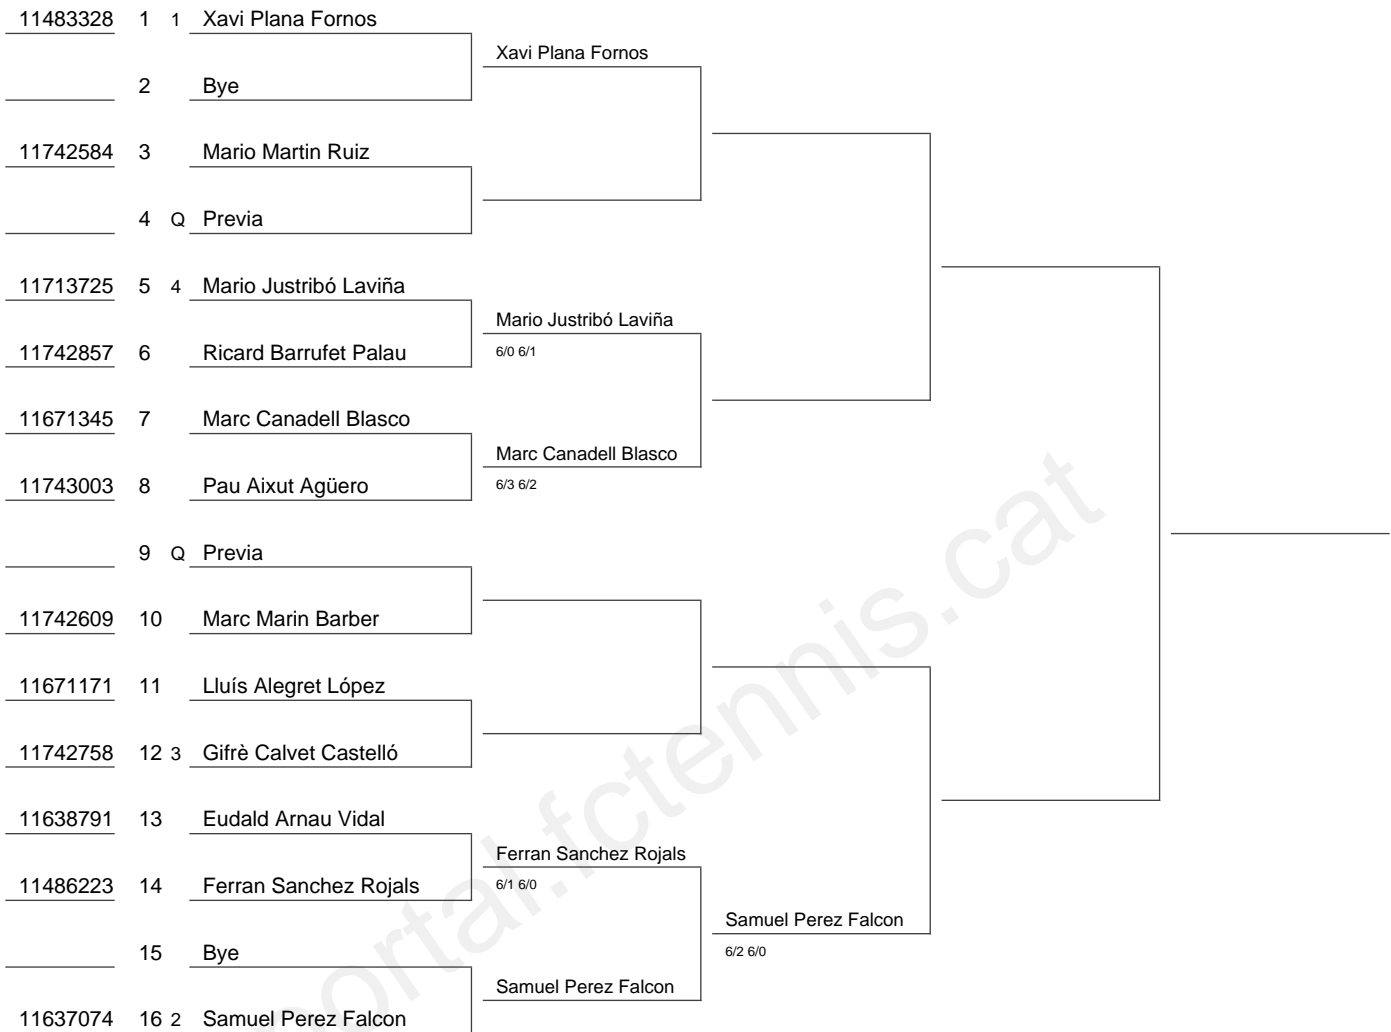 11483328 1 1 Xavi Plana Fornos
Xavi Plana Fornos
2 Bye
11742584 3 Mario Martin Ruiz
4 Q Previa
11713725 5 4 Mario Justribó Laviña
Mario Justribó Laviña
11742857 6 Ricard Barrufet Palau 6/0 6/1
11671345 7 Marc Canadell Blasco
Marc Canadell Blasco
11743003 8 Pau Aixut Agüero 6/3 6/2
9 Q Previa
11742609 10 Marc Marin Barber
11671171 11 Lluís Alegret López
11742758 12 3 Gifrè Calvet Castelló
11638791 13 Eudald Arnau Vidal
Ferran Sanchez Rojals
11486223 14 Ferran Sanchez Rojals 6/1 6/0
Samuel Perez Falcon
15 Bye 6/2 6/0
Samuel Perez Falcon
11637074 16 2 Samuel Perez Falcon
portal.fctennis.cat